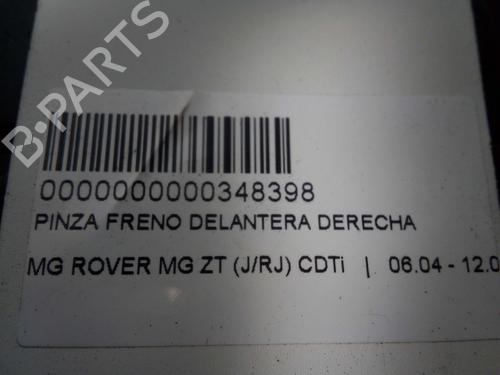 0000000000348398
PINZA FRENO DELANTERA DERECHA
MG ROVER MG ZT (J/RJ) CDTi | 06.04 - 12.0
B-PARTS